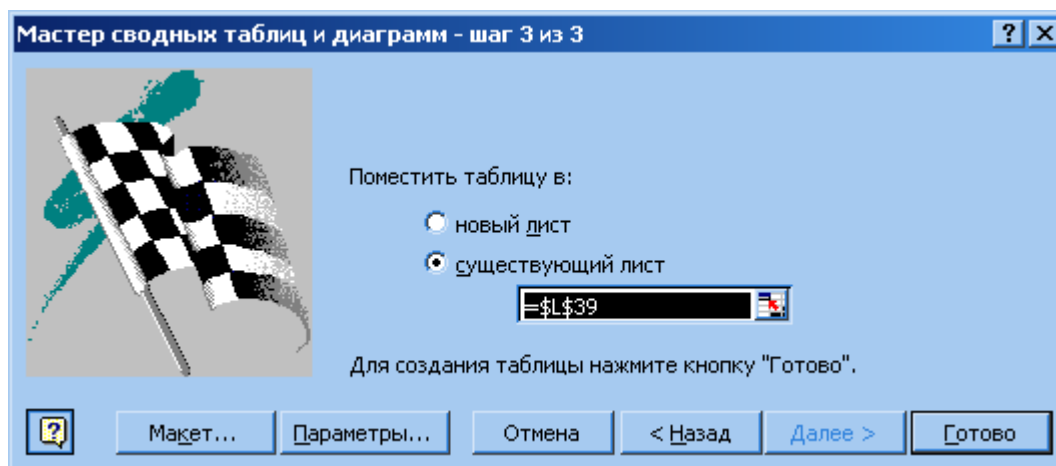 Мастер сводных таблиц и диаграмм - шаг 3 из 3
Поместить таблицу в:
новый лист
существующий лист
=$L$39
Для создания таблицы нажмите кнопку "Готово".
Макет... Параметры... Отмена < Назад Далее > Готово